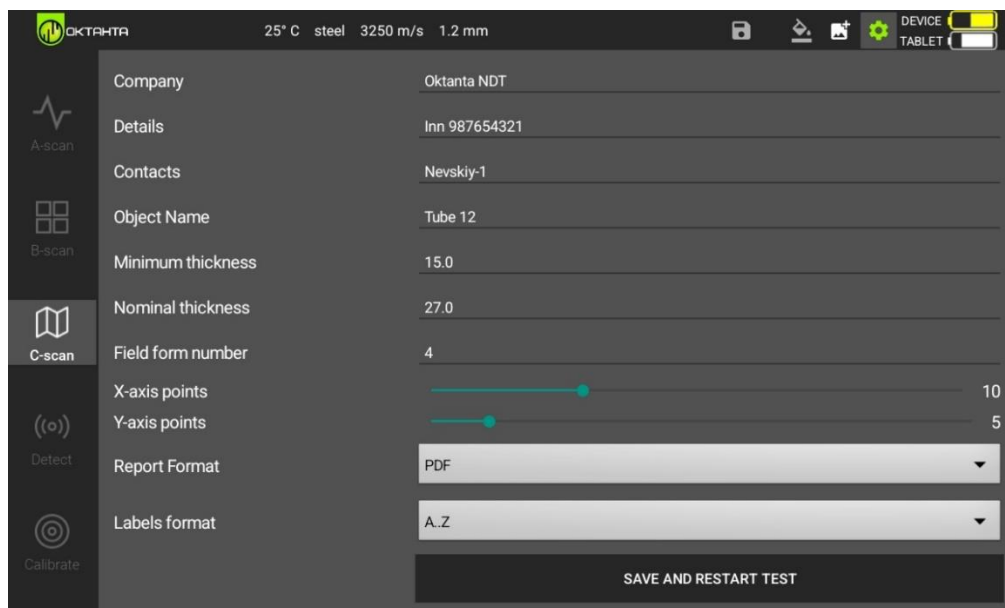 ОКТАНТА 25° C steel 3250 m/s 1.2 mm DEVICE
TABLET
Company Oktanta NDT
A-scan
Details Inn 987654321
Contacts Nevskiy-1
Object Name Tube 12
B-scan
Minimum thickness 15.0
Nominal thickness 27.0
C-scan
Field form number 4
X-axis points 10
Y-axis points 5
Detect
Report Format PDF
Labels format A..Z
Calibrate
SAVE AND RESTART TEST